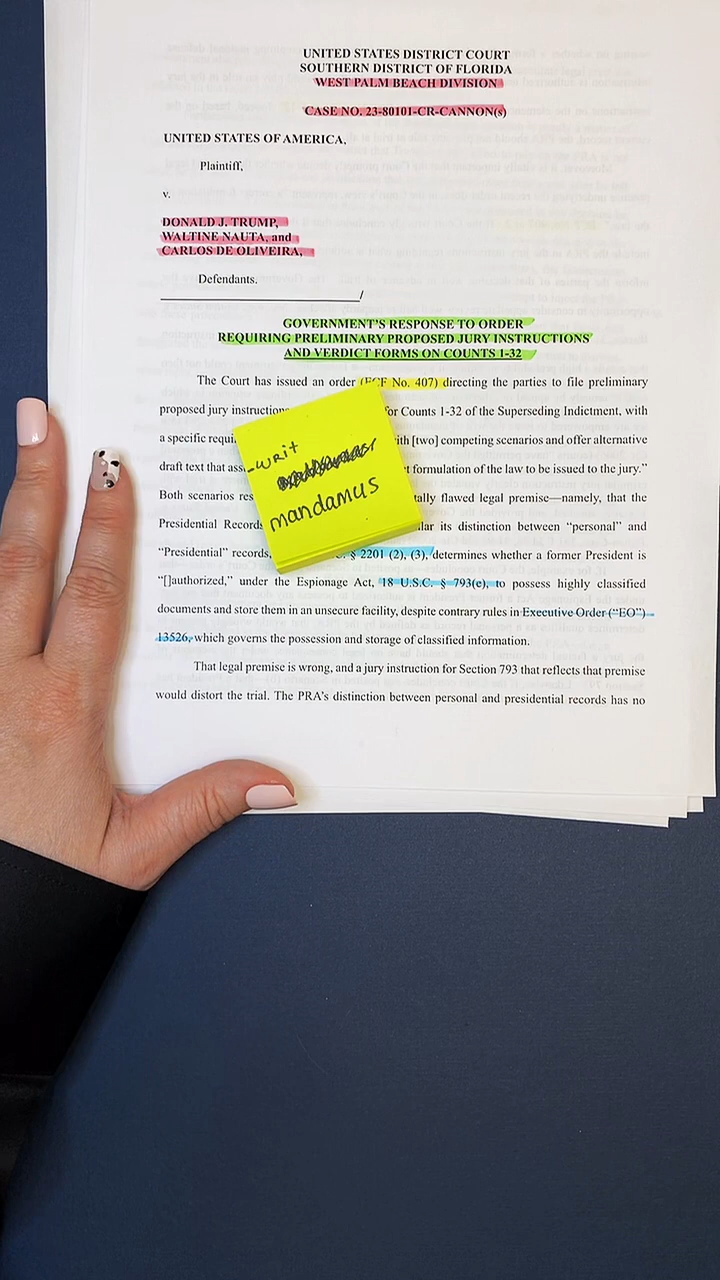 UNITED STATES DISTRICT COURT
SOUTHERN DISTRICT OF FLORIDA
WEST PALM BEACH DIVISION
CASE NO. 23-80101-CR-CANNON(s)
UNITED STATES OF AMERICA,
Plaintiff,
v.
DONALD J. TRUMP,
WALTINE NAUTA, and
CARLOS DE OLIVEIRA,
Defendants.
/
GOVERNMENT'S RESPONSE TO ORDER
REQUIRING PRELIMINARY PROPOSED JURY INSTRUCTIONS
AND VERDICT FORMS ON COUNTS 1-32
The Court has issued an order (ECF No. 407) directing the parties to file preliminary
proposed jury for Counts 1-32 of the Superseding Indictment, with
a specific [two] competing scenarios and offer alternative
draft text that formulation of the law to be issued to the jury.”
Both scenarios flawed legal premise—namely, that the
Presidential its distinction between “personal” and
“Presidential” records, § 2201 (2), (3), determines whether a former President is
“[]authorized,” under the Espionage Act, 18 U.S.C. § 793(e), to possess highly classified
documents and store them in an unsecure facility, despite contrary rules in Executive Order (“EO”)
13526, which governs the possession and storage of classified information.
That legal premise is wrong, and a jury instruction for Section 793 that reflects that premise
would distort the trial. The PRA’s distinction between personal and presidential records has no
-writ
mandamus